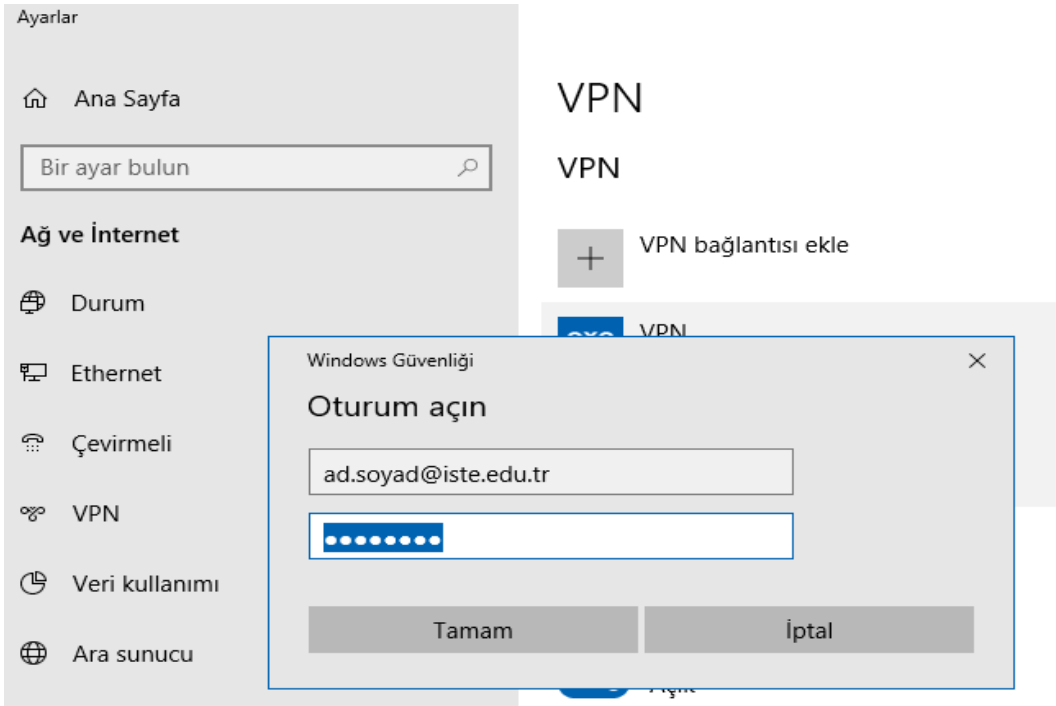 Ayarlar
Ana Sayfa
Bir ayar bulun
Ağ ve İnternet
Durum
Ethernet
Çevirmeli
VPN
Veri kullanımı
Ara sunucu
VPN
VPN
VPN bağlantısı ekle
VPN
Windows Güvenliği
Oturum açın
ad.soyad@iste.edu.tr
••••••••
Tamam
İptal